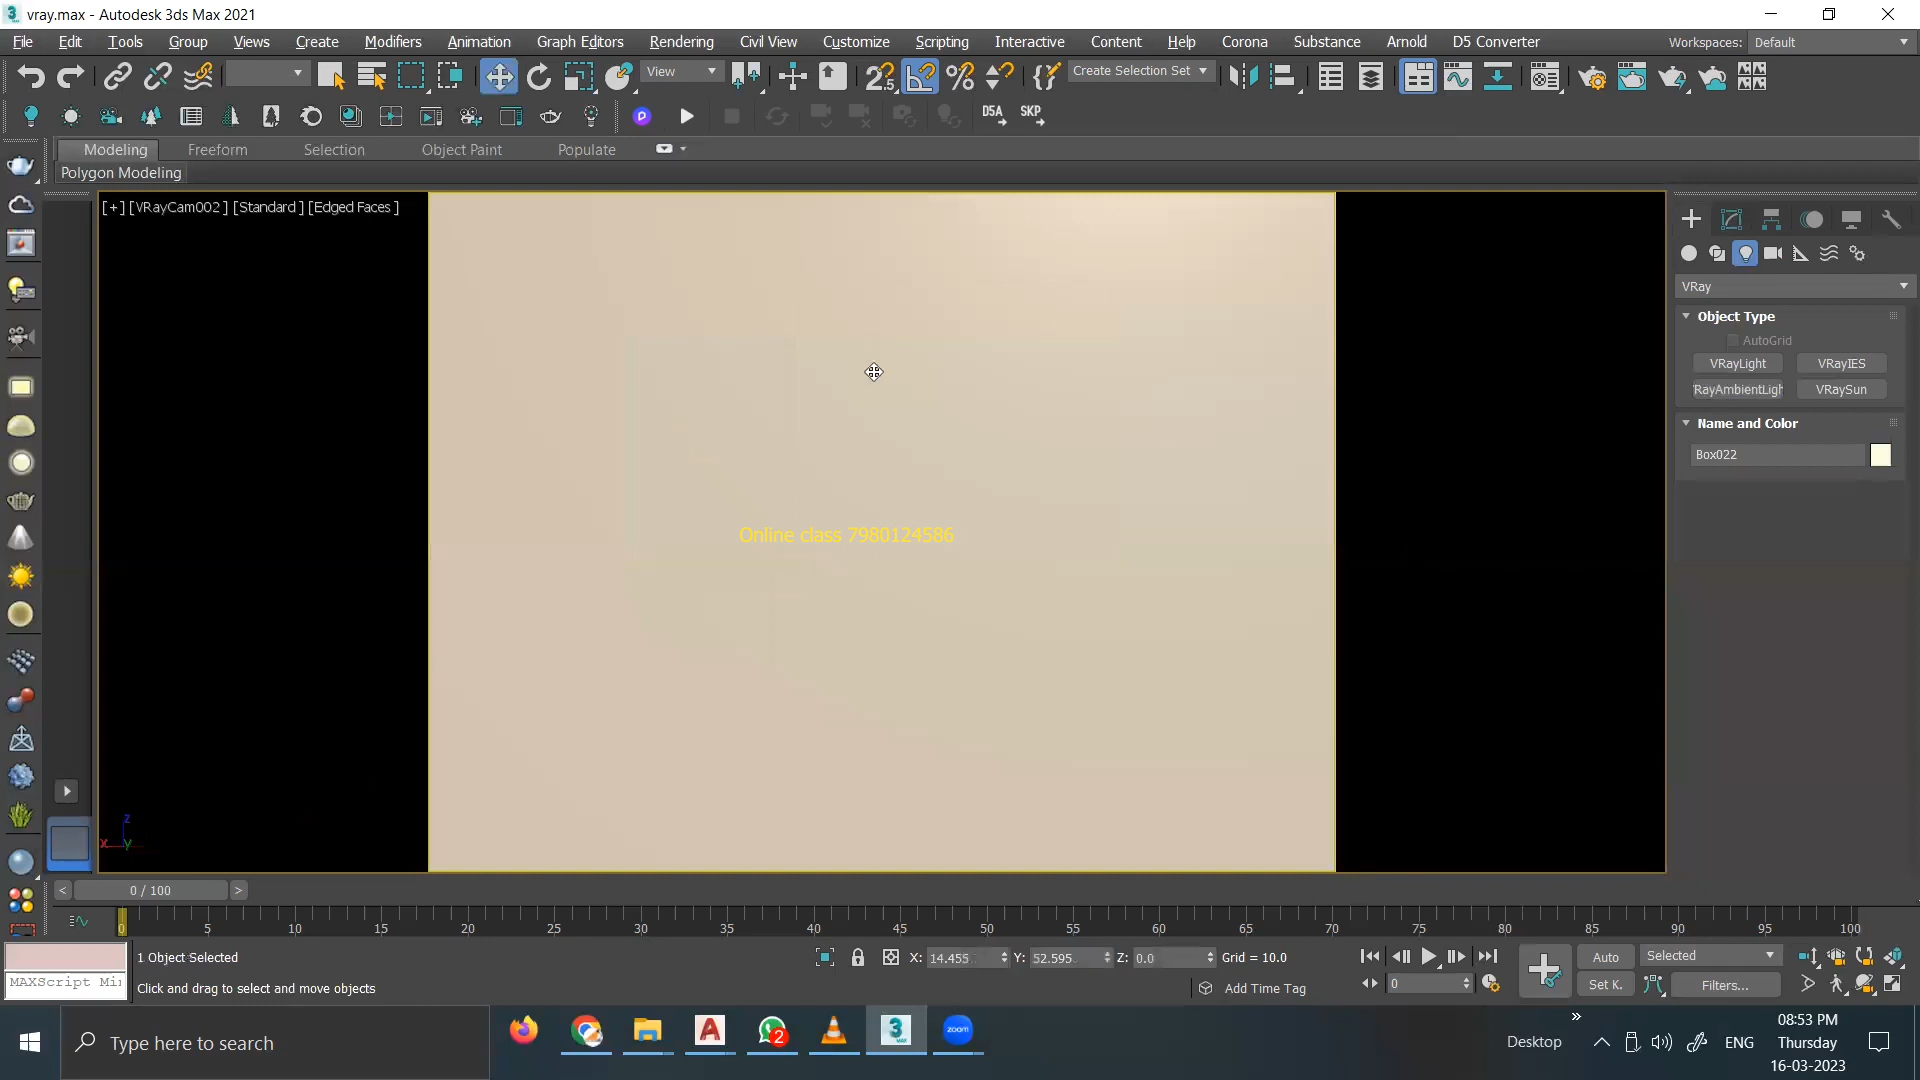 vray.max - Autodesk 3ds Max 2021
File Edit Tools Group Views Create Modifiers Animation Graph Editors Rendering Civil View Customize Scripting Interactive Content Help Corona Substance Arnold D5 Converter Workspaces: Default
View Create Selection Set
D5A SKP
Modeling Freeform Selection Object Paint Populate
Polygon Modeling
[+] [VRayCam002 ] [Standard ] [Edged Faces ]
VRay
Object Type
AutoGrid
VRayLight VRayIES
RayAmbientLigh VRaySun
Name and Color
Box022
Online class 7980124586
z
x y
< 0 / 100 >
0 5 10 15 20 25 30 35 40 45 50 55 60 65 70 75 80 85 90 95 100
1 Object Selected X: 14.455 Y: 52.595 Z: 0.0 Grid = 10.0 Auto Selected
MAXScript Mi Click and drag to select and move objects Add Time Tag 0 Set K. Filters...
Type here to search 2 zoom Desktop ENG
08:53 PM
Thursday
16-03-2023